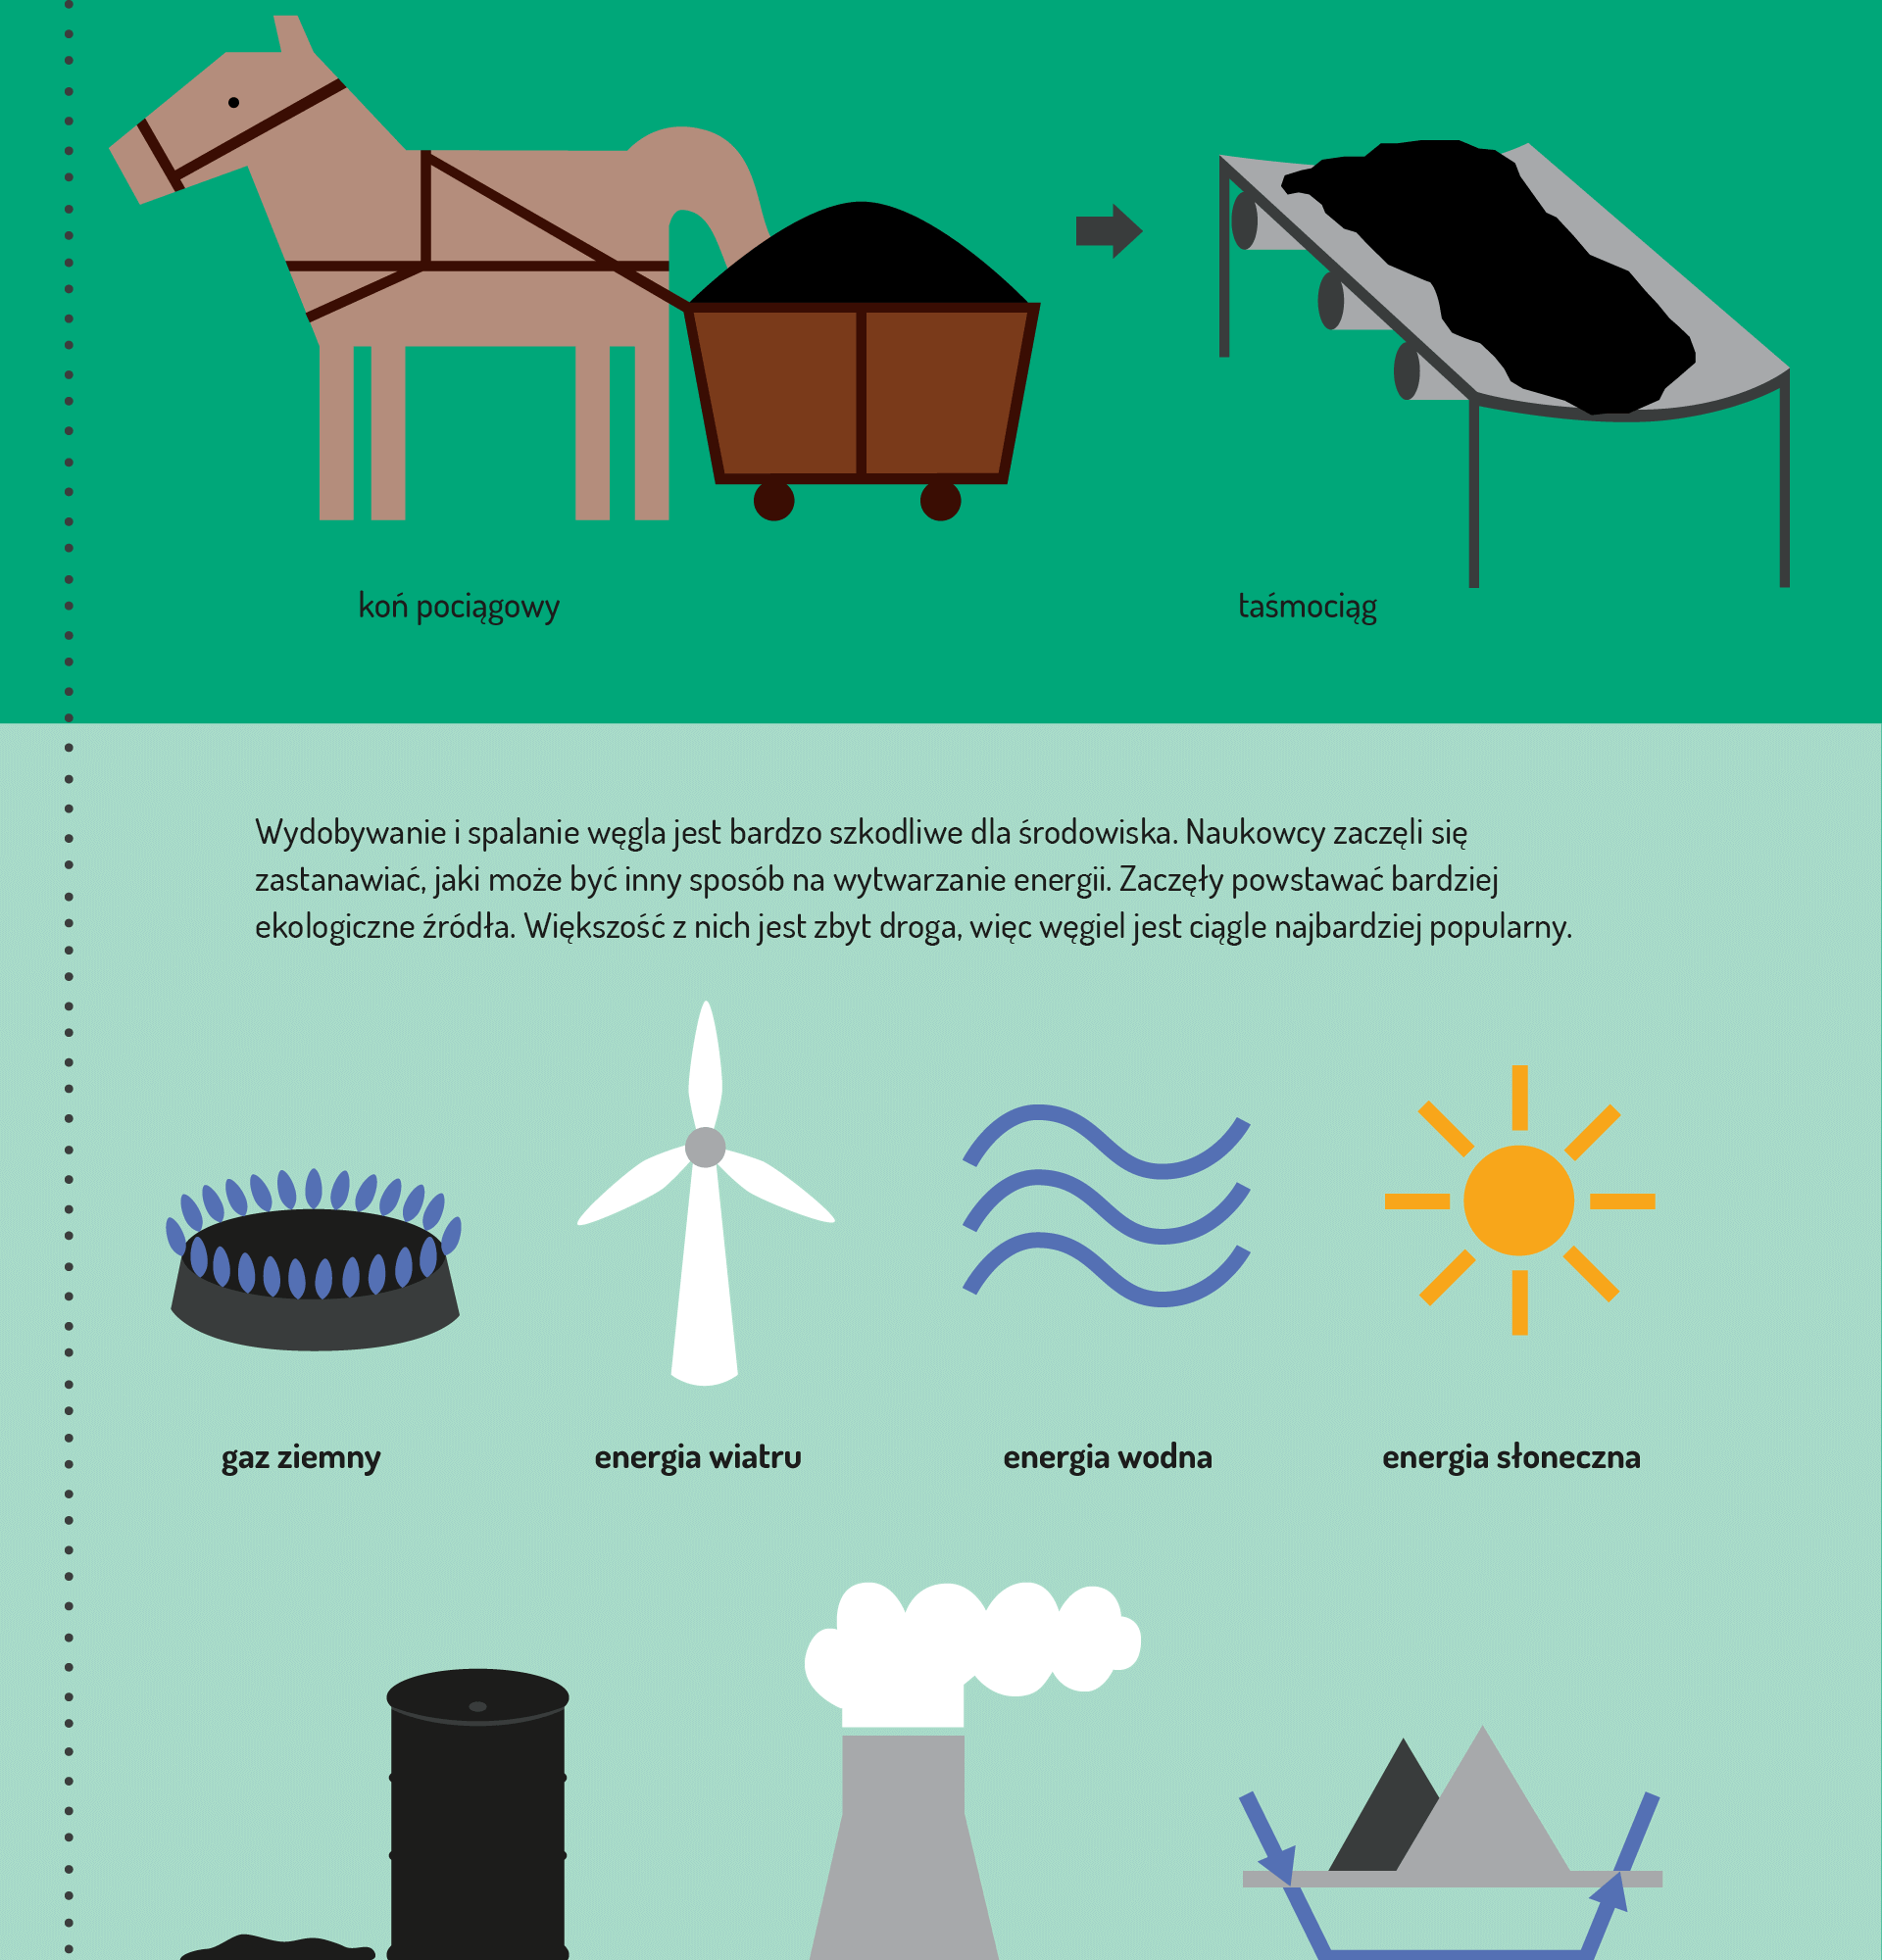 koń pociągowy
taśmociąg
Wydobywanie i spalanie węgla jest bardzo szkodliwe dla środowiska. Naukowcy zaczęli się
zastanawiać, jaki może być inny sposób na wytwarzanie energii. Zaczęły powstawać bardziej
ekologiczne źródła. Większość z nich jest zbyt droga, więc węgiel jest ciągle najbardziej popularny.
gaz ziemny
energia wiatru
energia wodna
energia słoneczna